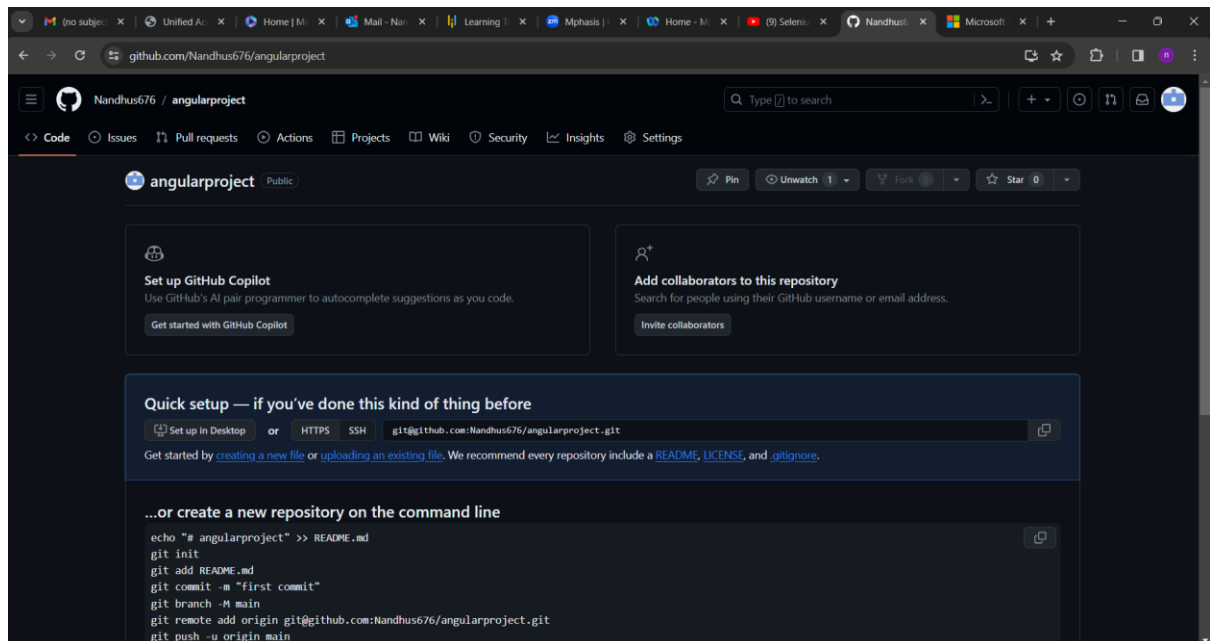 (no subjec
Unified Ac
Home | Mi
Mail - Nan
Learning T
Mphasis |
Home - M
(9) Seleniu
Nandhus6
Microsoft
github.com/Nandhus676/angularproject
Nandhus676 / angularproject
Type / to search
Code Issues Pull requests Actions Projects Wiki Security Insights Settings
angularproject Public
Pin Unwatch 1 Fork 0 Star 0
Set up GitHub Copilot
Use GitHub's AI pair programmer to autocomplete suggestions as you code.
Get started with GitHub Copilot
Add collaborators to this repository
Search for people using their GitHub username or email address.
Invite collaborators
Quick setup — if you've done this kind of thing before
Set up in Desktop or HTTPS SSH git@github.com:Nandhus676/angularproject.git
Get started by creating a new file or uploading an existing file. We recommend every repository include a README, LICENSE, and .gitignore.
...or create a new repository on the command line
echo "# angularproject" >> README.md
git init
git add README.md
git commit -m "first commit"
git branch -M main
git remote add origin git@github.com:Nandhus676/angularproject.git
git push -u origin main